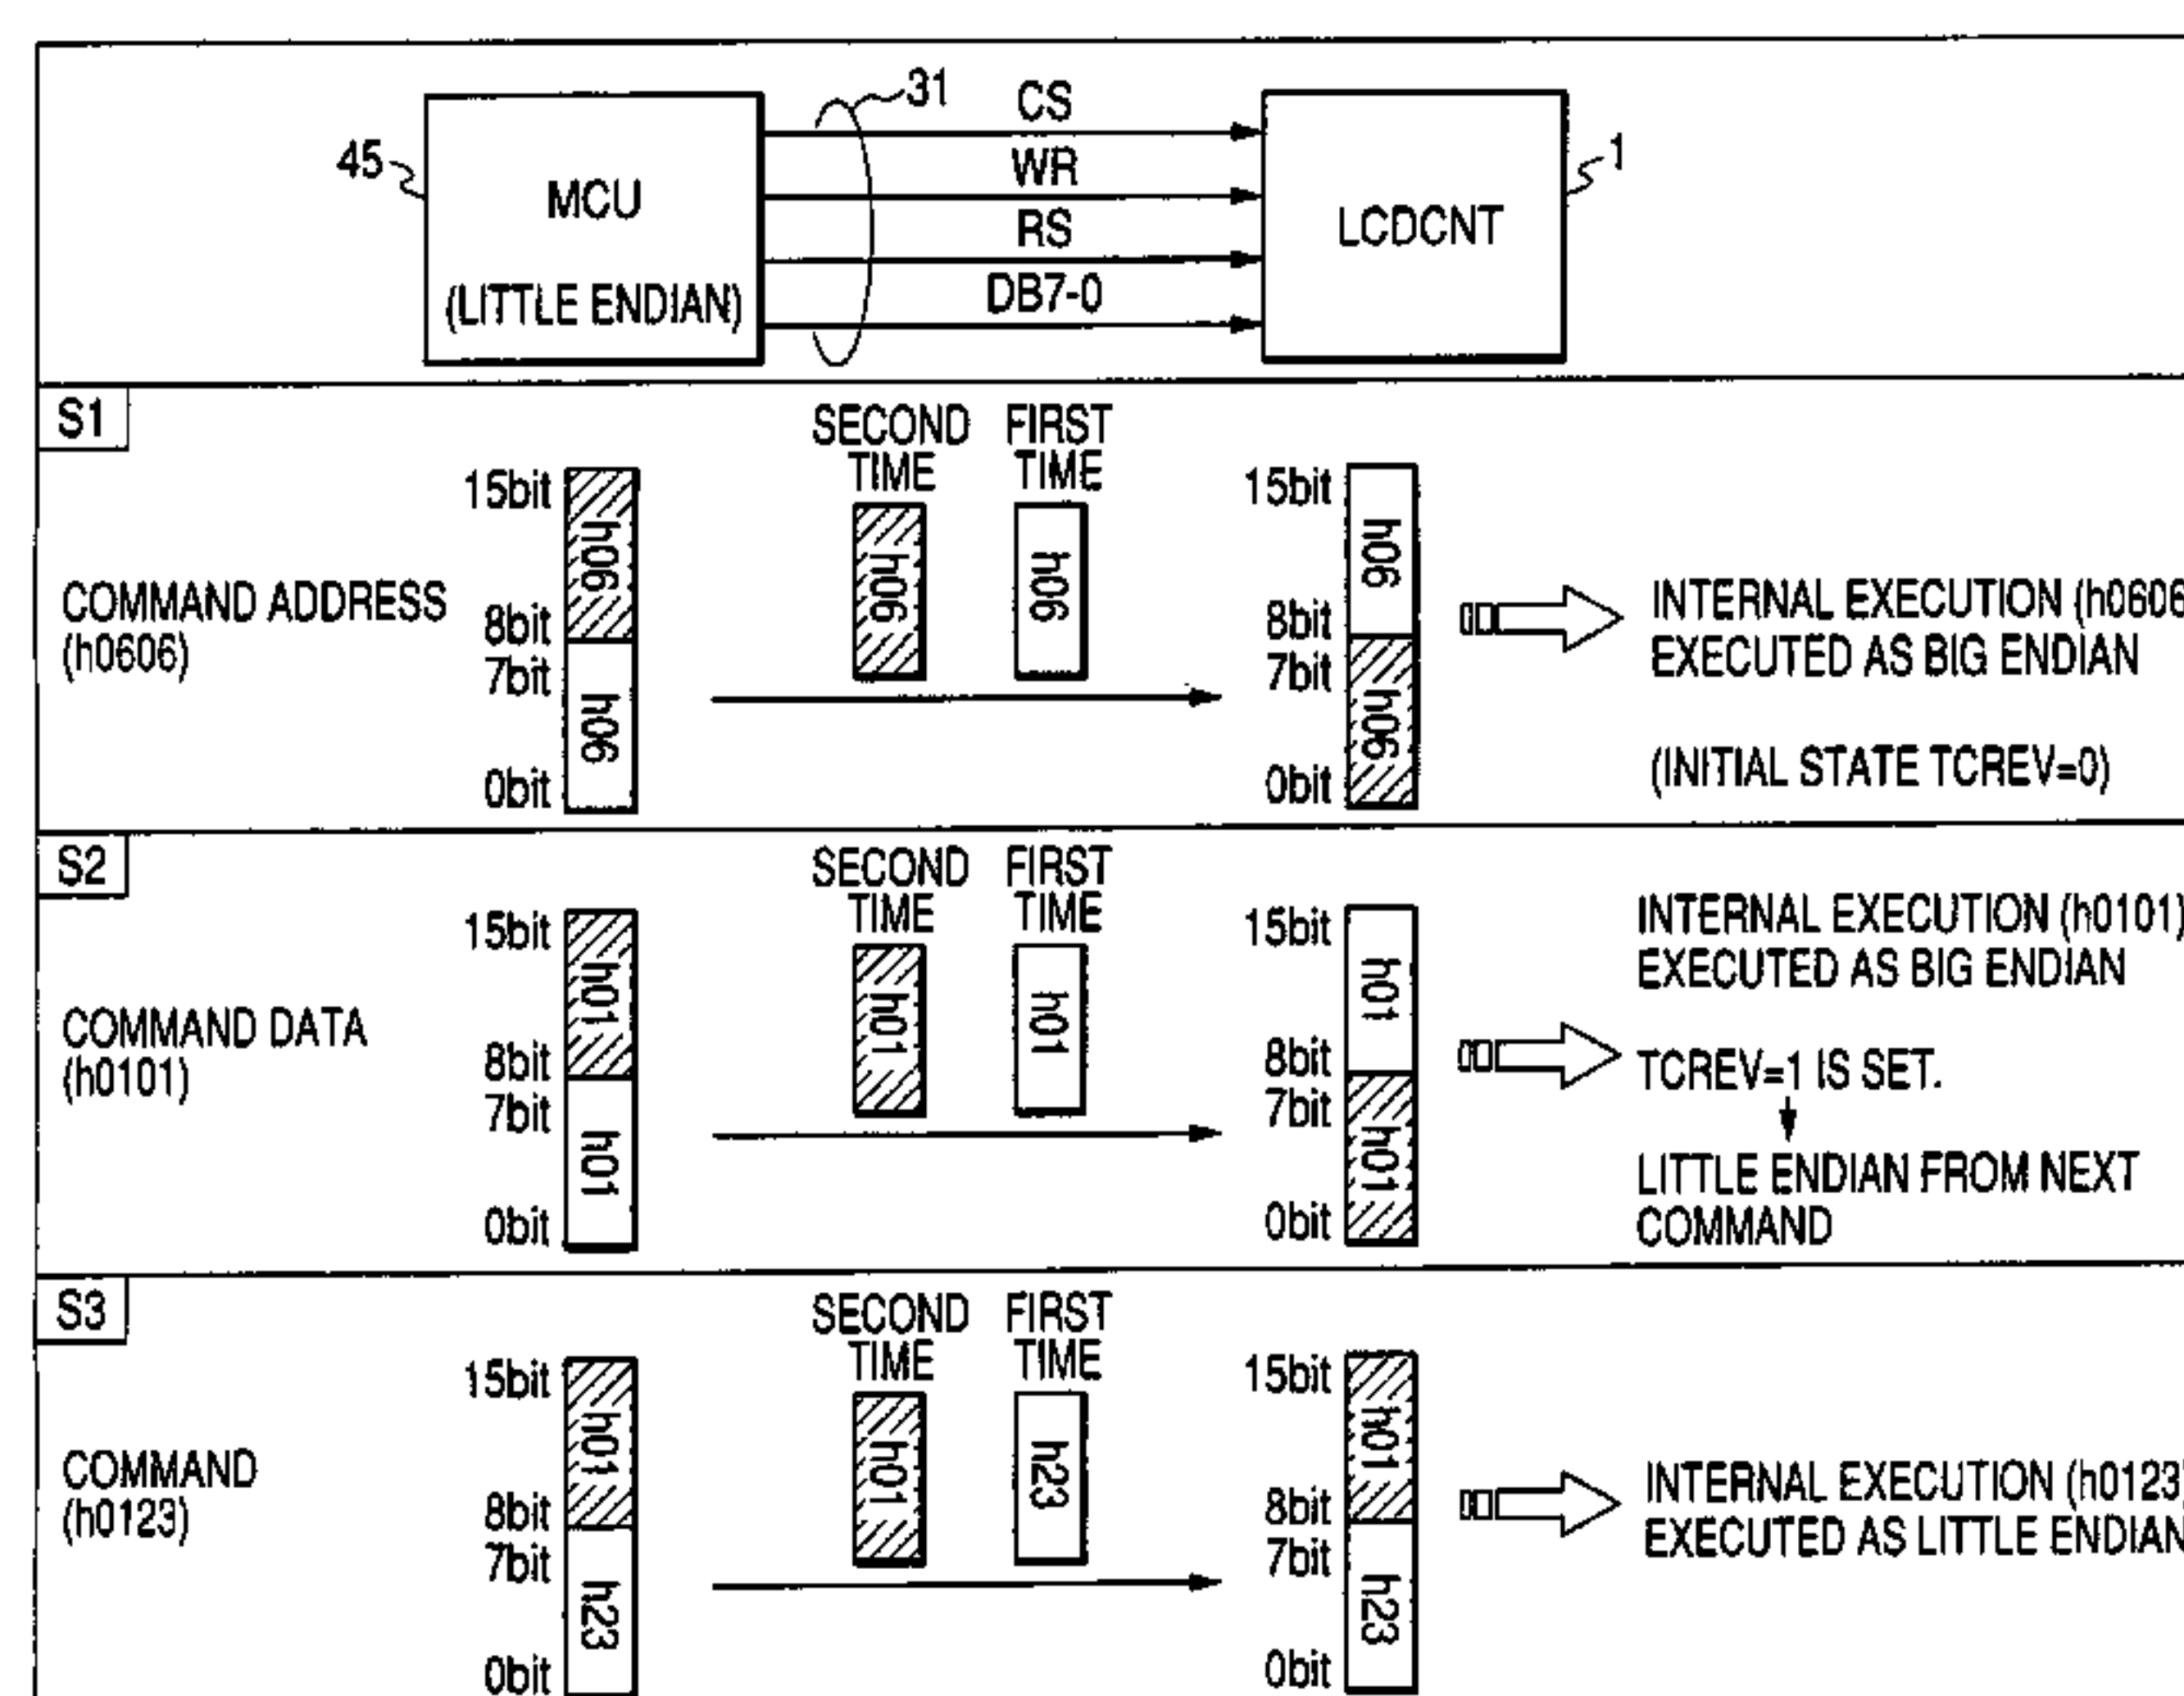 31
CS
45
WR
1
MCU
RS
LCDCNT
(LITTLE ENDIAN)
DB7-0
S1
SECOND TIME
FIRST TIME
COMMAND ADDRESS
(h0606)
15bit
h06
8bit
7bit
h06
0bit
h06
h06
15bit
h06
8bit
7bit
h06
0bit
INTERNAL EXECUTION (h0606
EXECUTED AS BIG ENDIAN
(INITIAL STATE TCREV=0)
S2
SECOND TIME
FIRST TIME
COMMAND DATA
(h0101)
15bit
h01
8bit
7bit
h01
0bit
h01
h01
15bit
h01
8bit
7bit
h01
0bit
INTERNAL EXECUTION (h0101)
EXECUTED AS BIG ENDIAN
TCREV=1 IS SET.
LITTLE ENDIAN FROM NEXT
COMMAND
S3
SECOND TIME
FIRST TIME
COMMAND
(h0123)
15bit
h01
8bit
7bit
h23
0bit
h01
h23
15bit
h01
8bit
7bit
h23
0bit
INTERNAL EXECUTION (h0123
EXECUTED AS LITTLE ENDIAN